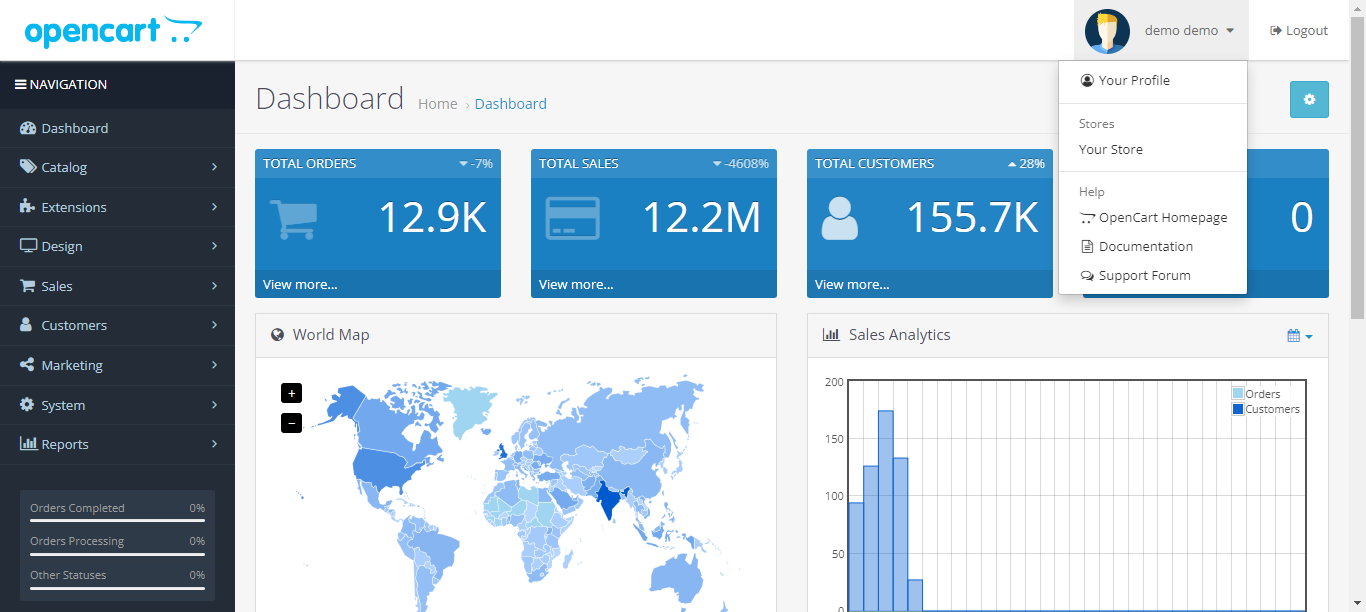 opencart
demo demo
Logout
NAVIGATION
Dashboard
Catalog
Extensions
Design
Sales
Customers
Marketing
System
Reports
Orders Completed 0%
Orders Processing 0%
Other Statuses 0%
Dashboard Home › Dashboard
Your Profile
Stores
Your Store
Help
OpenCart Homepage
Documentation
Support Forum
TOTAL ORDERS -7%
12.9K
View more...
TOTAL SALES -4608%
12.2M
View more...
TOTAL CUSTOMERS 28%
155.7K
View more...
0
World Map
+
−
Sales Analytics
200
150
100
50
0
Orders
Customers